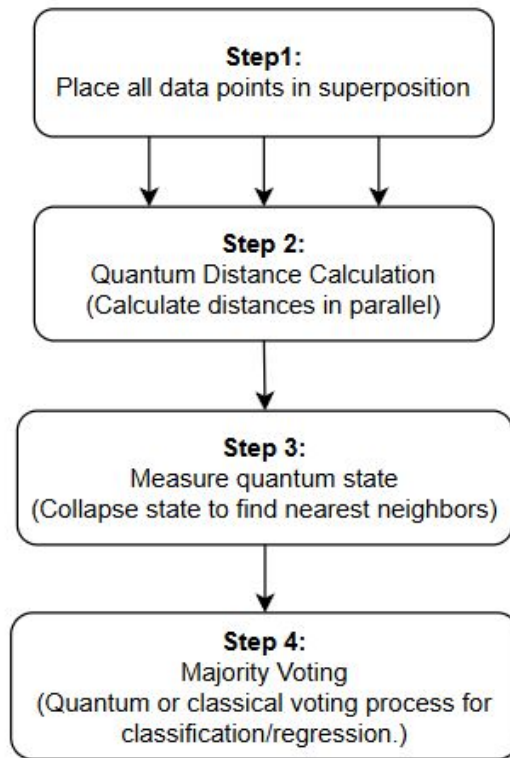 Step1:
Place all data points in superposition
Step 2:
Quantum Distance Calculation
(Calculate distances in parallel)
Step 3:
Measure quantum state
(Collapse state to find nearest neighbors)
Step 4:
Majority Voting
(Quantum or classical voting process for
classification/regression.)